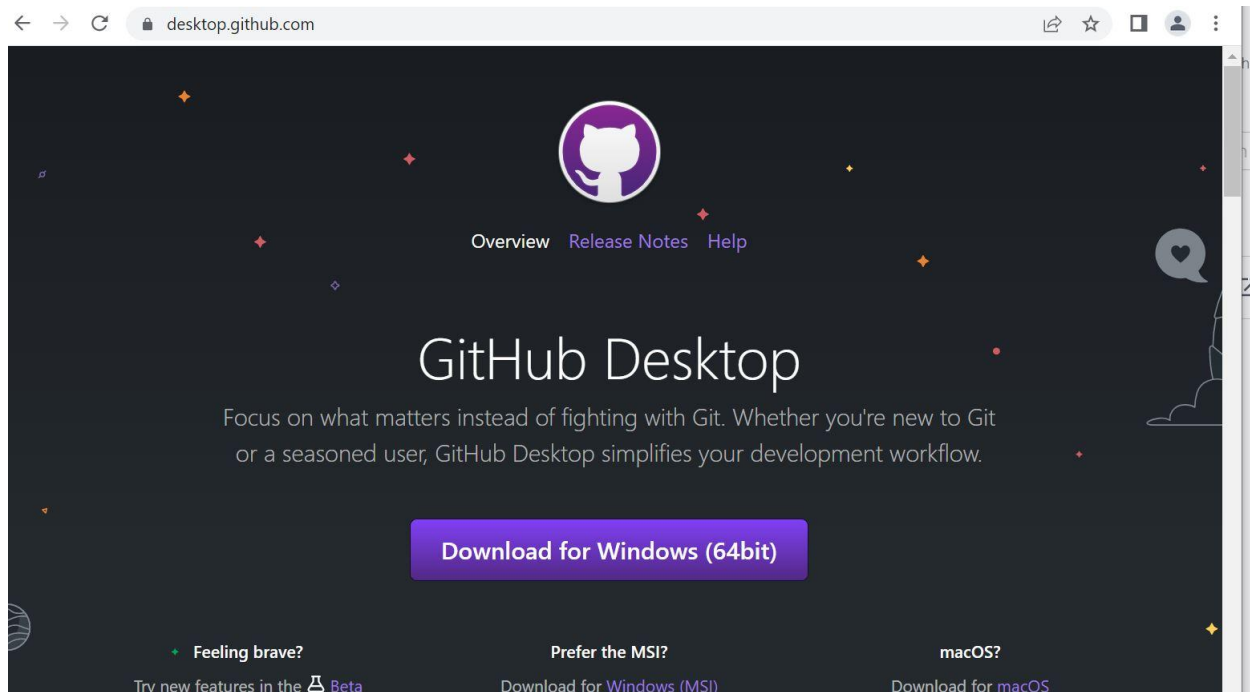 desktop.github.com
Overview Release Notes Help
GitHub Desktop
Focus on what matters instead of fighting with Git. Whether you're new to Git
or a seasoned user, GitHub Desktop simplifies your development workflow.
Download for Windows (64bit)
Feeling brave? Prefer the MSI? macOS?
Try new features in the Beta Download for Windows (MSI) Download for macOS